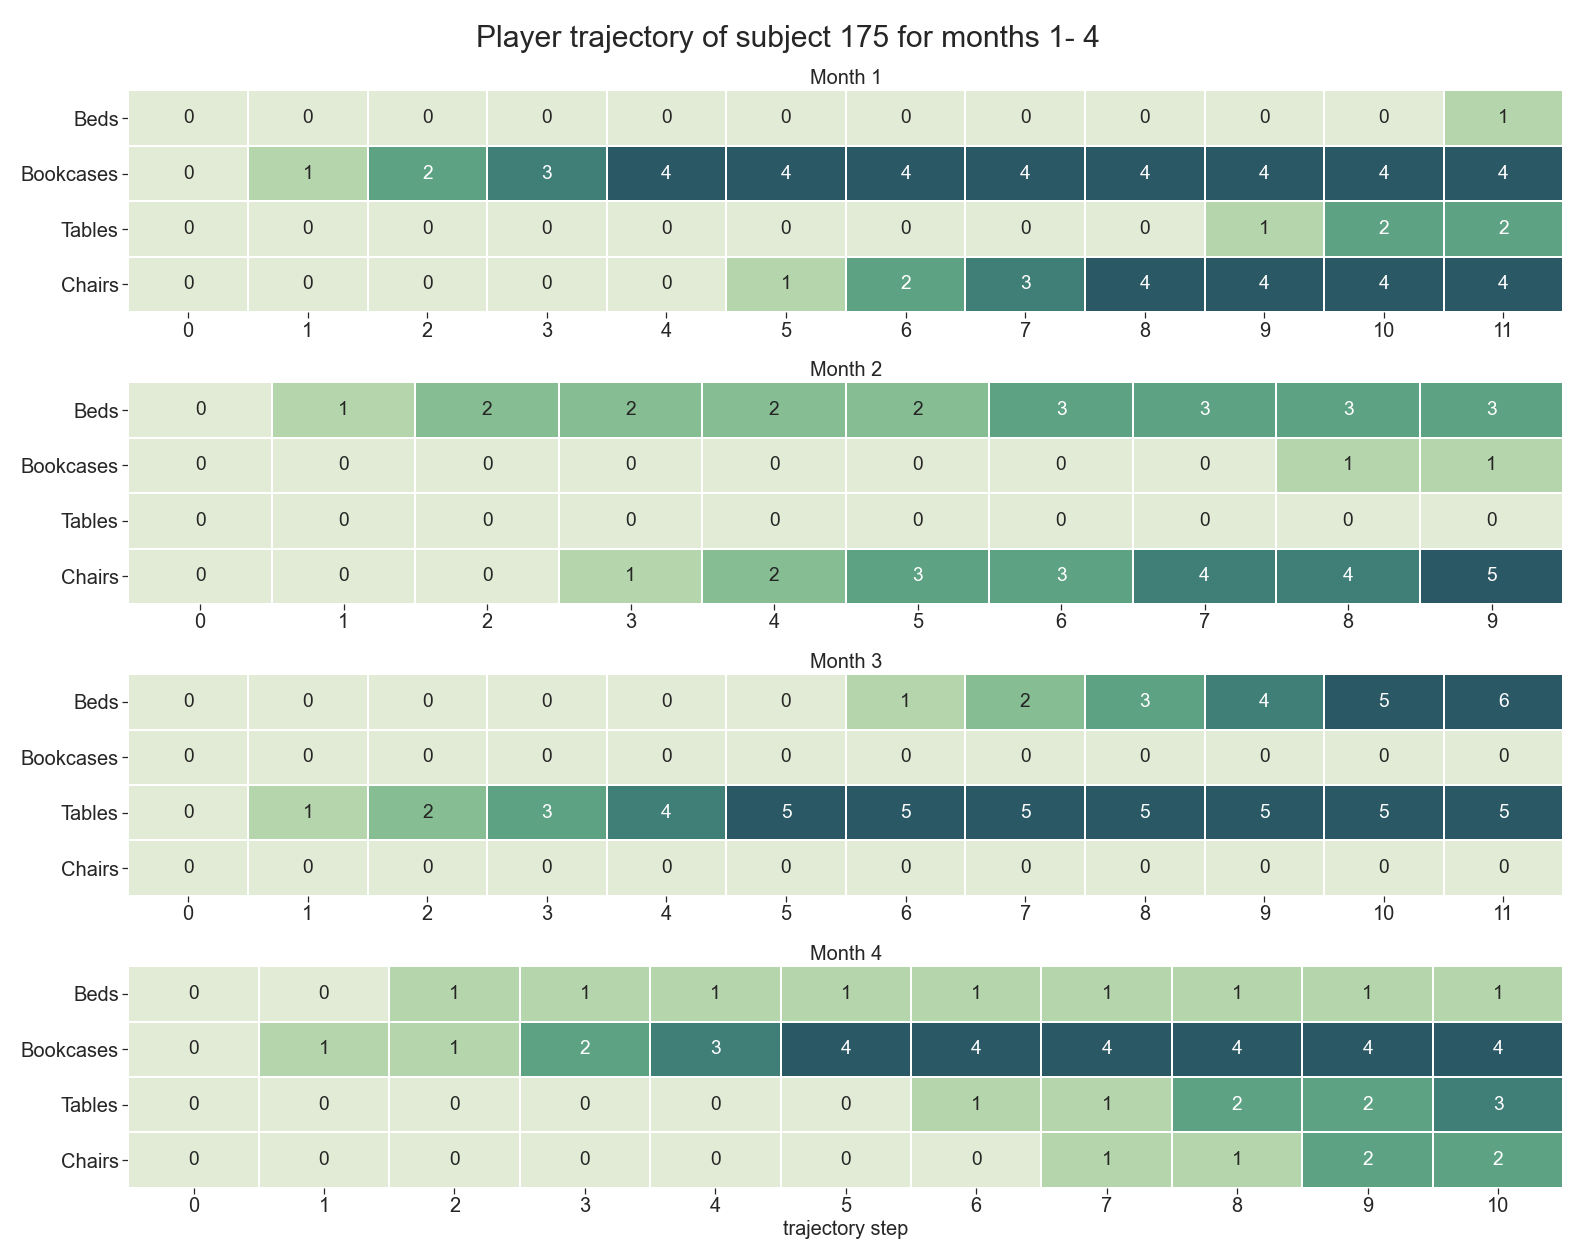 Player trajectory of subject 175 for months 1- 4
Month 1
Beds 0 0 0 0 0 0 0 0 0 0 0 1
Bookcases 0 1 2 3 4 4 4 4 4 4 4 4
Tables 0 0 0 0 0 0 0 0 0 1 2 2
Chairs 0 0 0 0 0 1 2 3 4 4 4 4
0 1 2 3 4 5 6 7 8 9 10 11
Month 2
Beds 0 1 2 2 2 2 3 3 3 3
Bookcases 0 0 0 0 0 0 0 0 1 1
Tables 0 0 0 0 0 0 0 0 0 0
Chairs 0 0 0 1 2 3 3 4 4 5
0 1 2 3 4 5 6 7 8 9
Month 3
Beds 0 0 0 0 0 0 1 2 3 4 5 6
Bookcases 0 0 0 0 0 0 0 0 0 0 0 0
Tables 0 1 2 3 4 5 5 5 5 5 5 5
Chairs 0 0 0 0 0 0 0 0 0 0 0 0
0 1 2 3 4 5 6 7 8 9 10 11
Month 4
Beds 0 0 1 1 1 1 1 1 1 1 1
Bookcases 0 1 1 2 3 4 4 4 4 4 4
Tables 0 0 0 0 0 0 1 1 2 2 3
Chairs 0 0 0 0 0 0 0 1 1 2 2
0 1 2 3 4 5 6 7 8 9 10
trajectory step